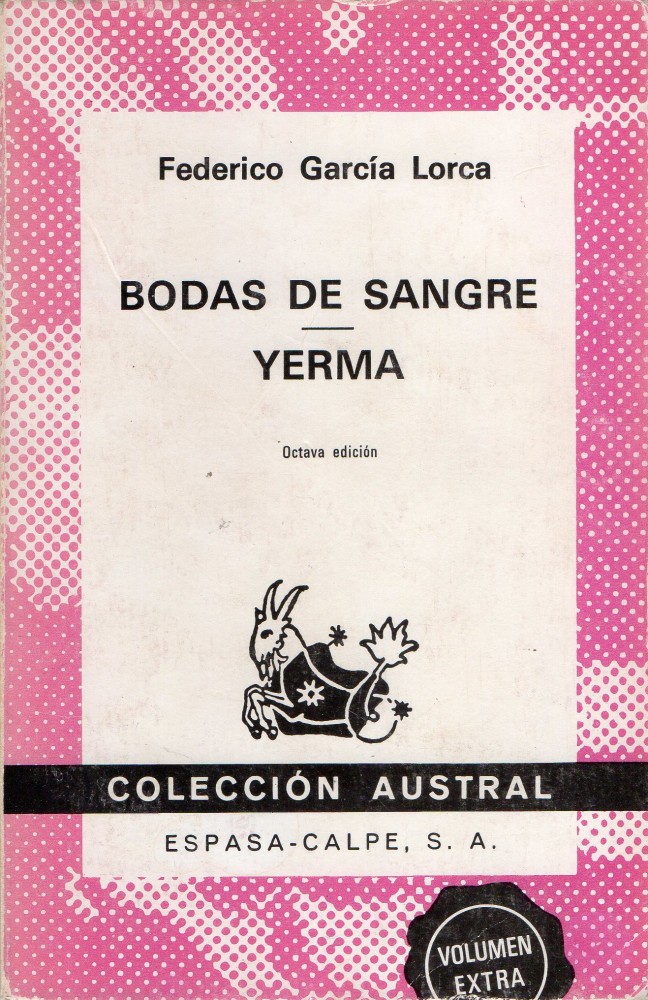 Federico García Lorca
BODAS DE SANGRE
YERMA
Octava edición
COLECCIÓN AUSTRAL
ESPASA-CALPE, S. A.
VOLUMEN
EXTRA